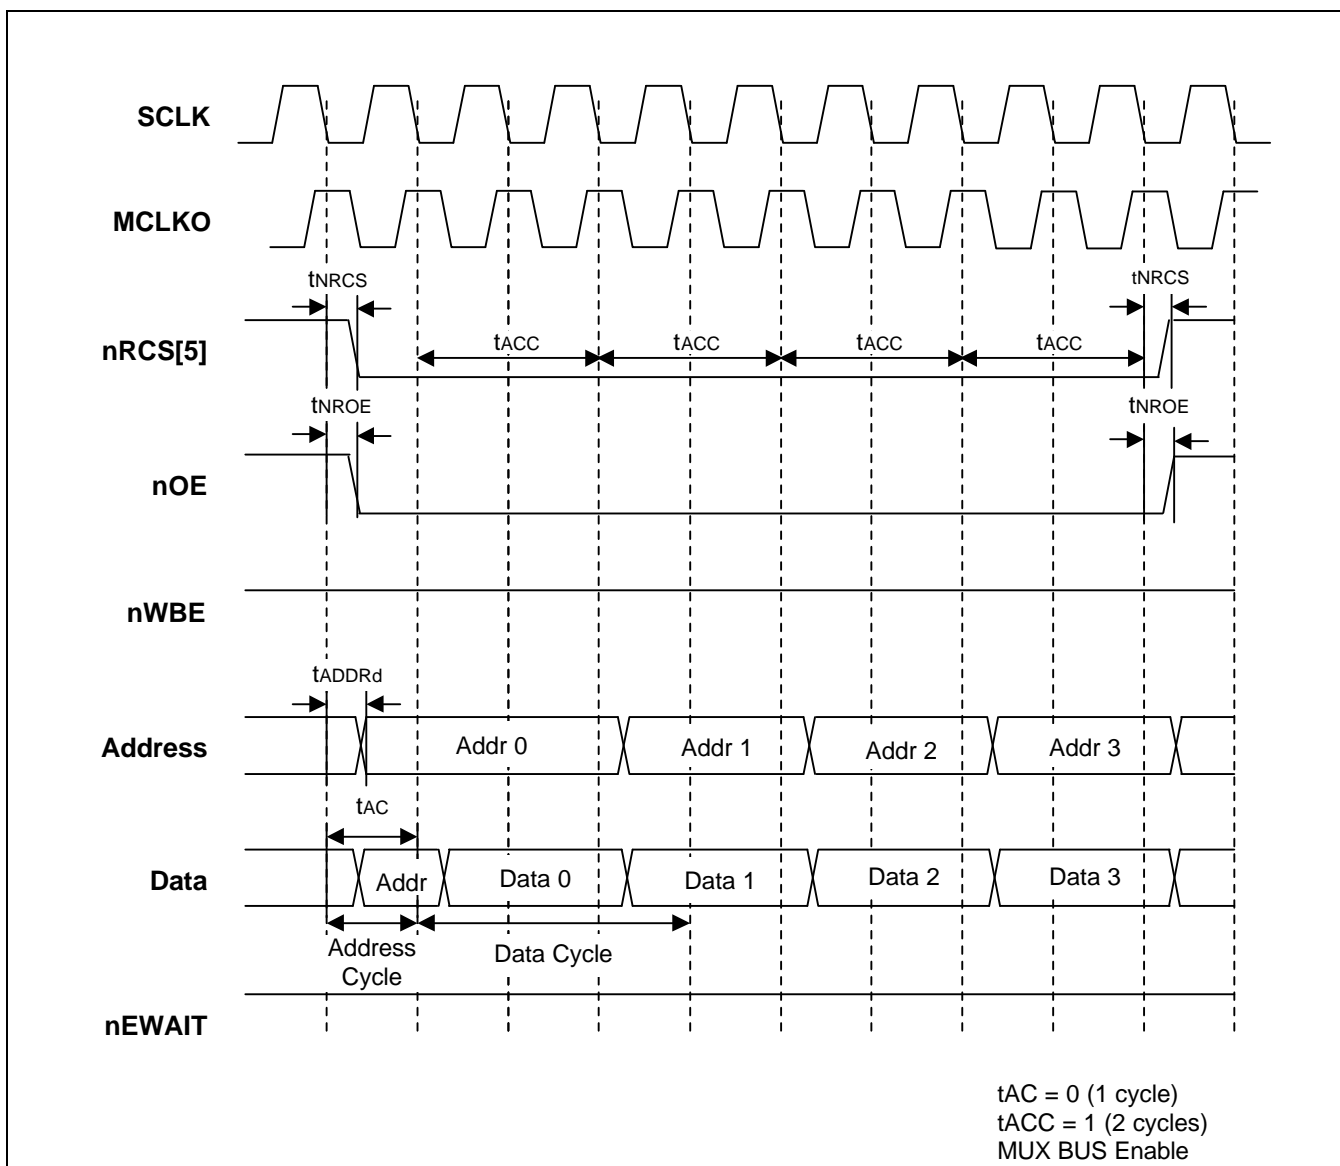 SCLK
MCLKO
tNRCS
tNRCS
nRCS[5]
tACC
tACC
tACC
tACC
tNROE
tNROE
nOE
nWBE
tADDRd
Address
Addr 0
Addr 1
Addr 2
Addr 3
tAC
Data
Addr
Data 0
Data 1
Data 2
Data 3
Address
Cycle
Data Cycle
nEWAIT
tAC = 0 (1 cycle)
tACC = 1 (2 cycles)
MUX BUS Enable